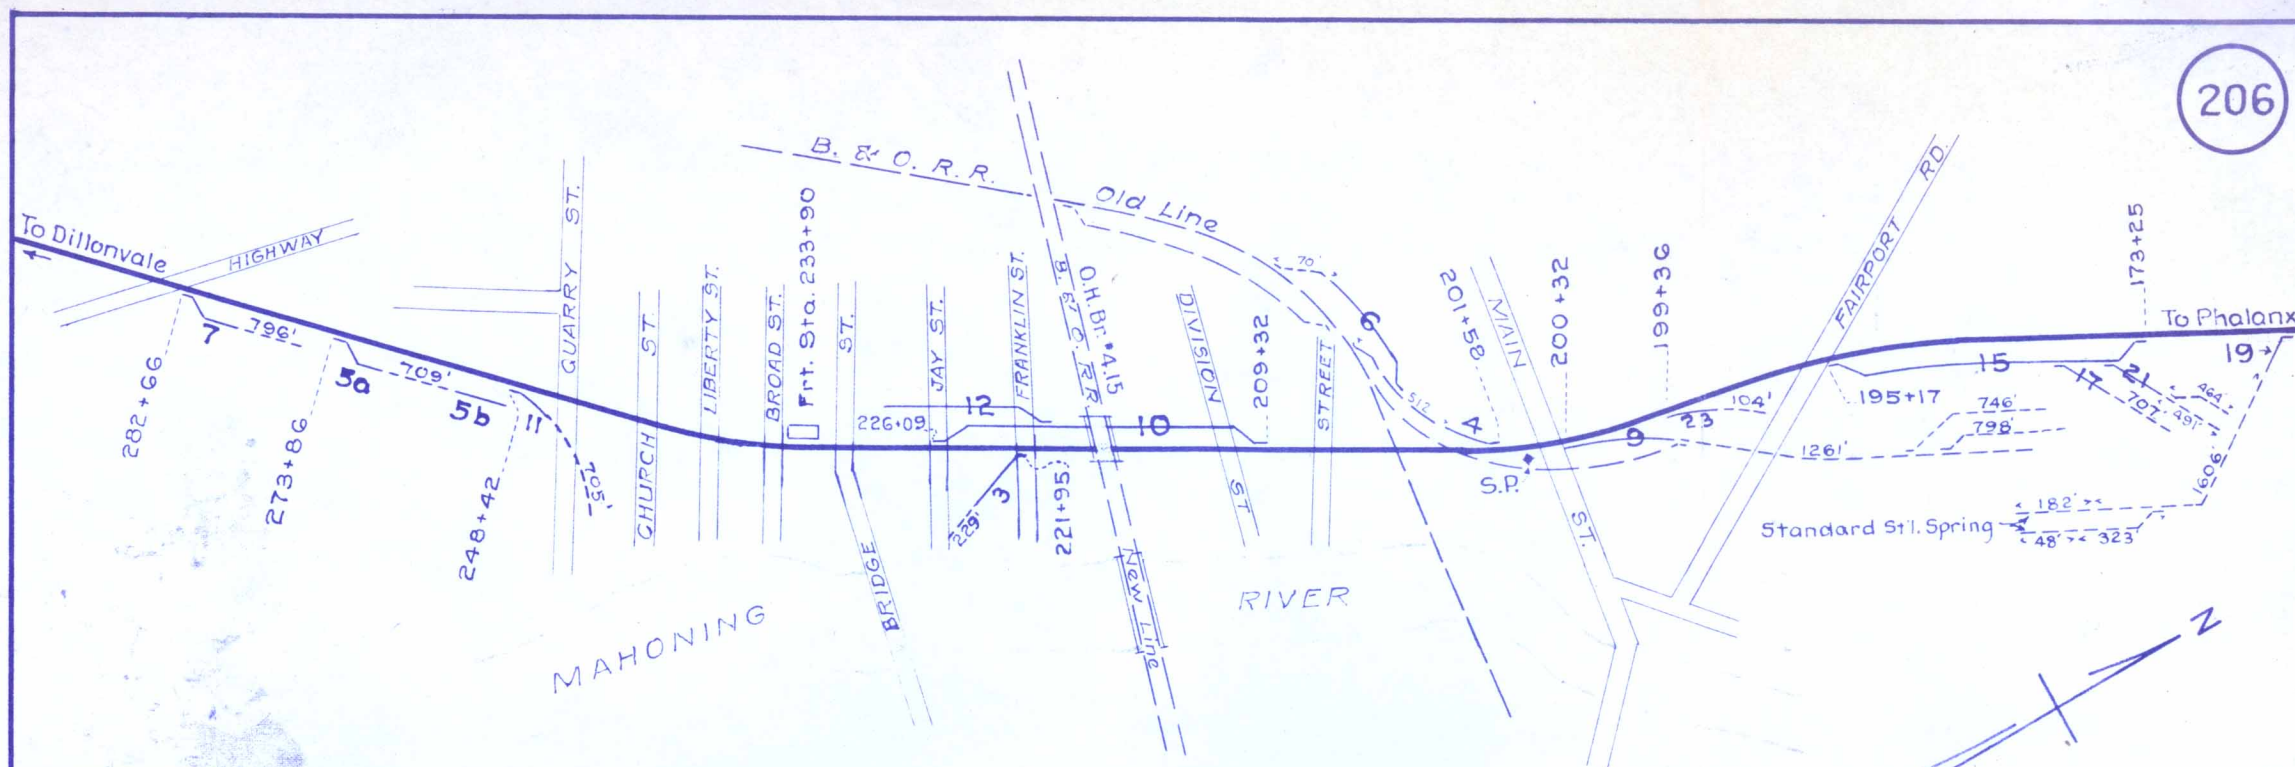 206
To Dillonvale
HIGHWAY
7
796'
282+66
5a
709'
5b
273+86
11
705'
248+42
QUARRY ST.
CHURCH ST.
LIBERTY ST.
BROAD ST.
Frt. Sta. 233+90
BRIDGE ST.
JAY ST.
FRANKLIN ST.
12
226+09
10
3
229'
221+95
B. & O. R. R.
Old Line
B. & O. RR
O.H. Br. #415
New Line
DIVISION ST
209+32
STREET
70'
6
512
4
201+58
MAIN ST.
S.P.
200+32
199+36
9
23
104'
1261'
746'
798'
FAIRPORT RD.
195+17
15
173+25
17
707'
21
464'
491'
To Phalanx
19
1606'
182'
Standard St'l. Spring
48'
323'
MAHONING
RIVER
N